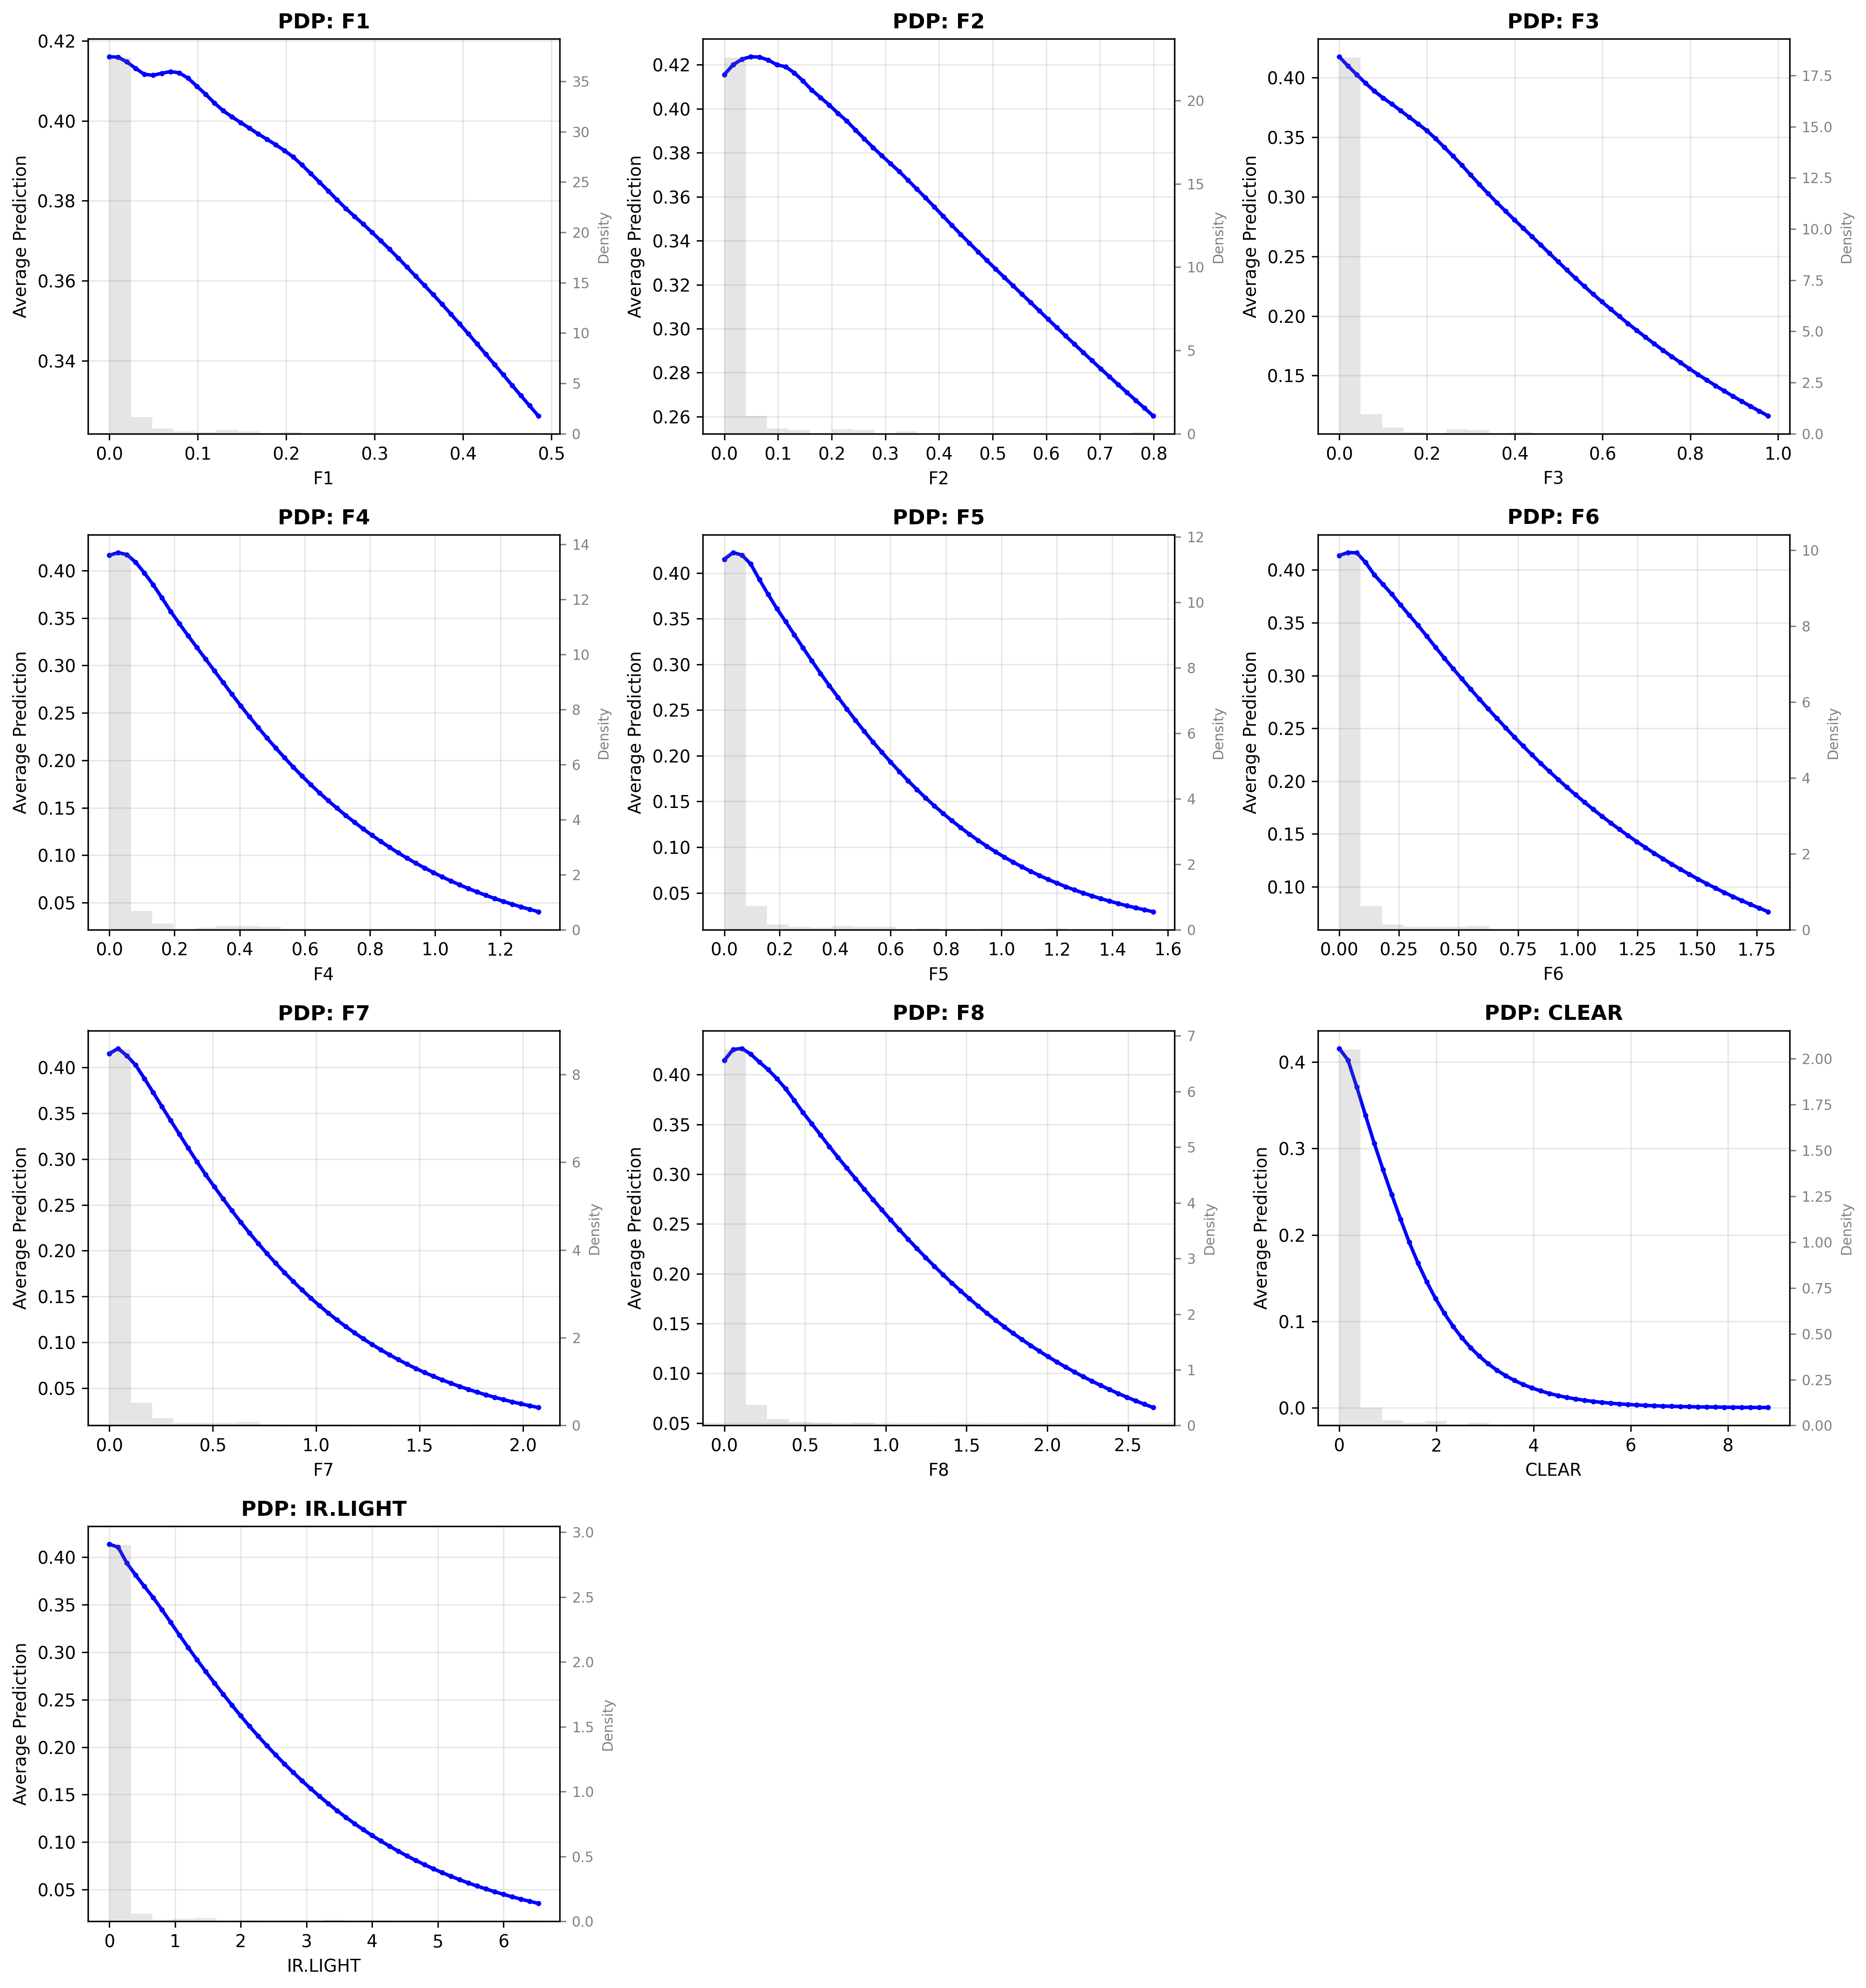 PDP: F1
0.42
0.40
0.38
0.36
0.34
Average Prediction
35
30
25
20
15
10
5
0
Density
0.0 0.1 0.2 0.3 0.4 0.5
F1
PDP: F2
0.42
0.40
0.38
0.36
0.34
0.32
0.30
0.28
0.26
Average Prediction
20
15
10
5
0
Density
0.0 0.1 0.2 0.3 0.4 0.5 0.6 0.7 0.8
F2
PDP: F3
0.40
0.35
0.30
0.25
0.20
0.15
Average Prediction
17.5
15.0
12.5
10.0
7.5
5.0
2.5
0.0
Density
0.0 0.2 0.4 0.6 0.8 1.0
F3
PDP: F4
0.40
0.35
0.30
0.25
0.20
0.15
0.10
0.05
Average Prediction
14
12
10
8
6
4
2
0
Density
0.0 0.2 0.4 0.6 0.8 1.0 1.2
F4
PDP: F5
0.40
0.35
0.30
0.25
0.20
0.15
0.10
0.05
Average Prediction
12
10
8
6
4
2
0
Density
0.0 0.2 0.4 0.6 0.8 1.0 1.2 1.4 1.6
F5
PDP: F6
0.40
0.35
0.30
0.25
0.20
0.15
0.10
Average Prediction
10
8
6
4
2
0
Density
0.00 0.25 0.50 0.75 1.00 1.25 1.50 1.75
F6
PDP: F7
0.40
0.35
0.30
0.25
0.20
0.15
0.10
0.05
Average Prediction
8
6
4
2
0
Density
0.0 0.5 1.0 1.5 2.0
F7
PDP: F8
0.40
0.35
0.30
0.25
0.20
0.15
0.10
0.05
Average Prediction
7
6
5
4
3
2
1
0
Density
0.0 0.5 1.0 1.5 2.0 2.5
F8
PDP: CLEAR
0.4
0.3
0.2
0.1
0.0
Average Prediction
2.00
1.75
1.50
1.25
1.00
0.75
0.50
0.25
0.00
Density
0 2 4 6 8
CLEAR
PDP: IR.LIGHT
0.40
0.35
0.30
0.25
0.20
0.15
0.10
0.05
Average Prediction
3.0
2.5
2.0
1.5
1.0
0.5
0.0
Density
0 1 2 3 4 5 6
IR.LIGHT